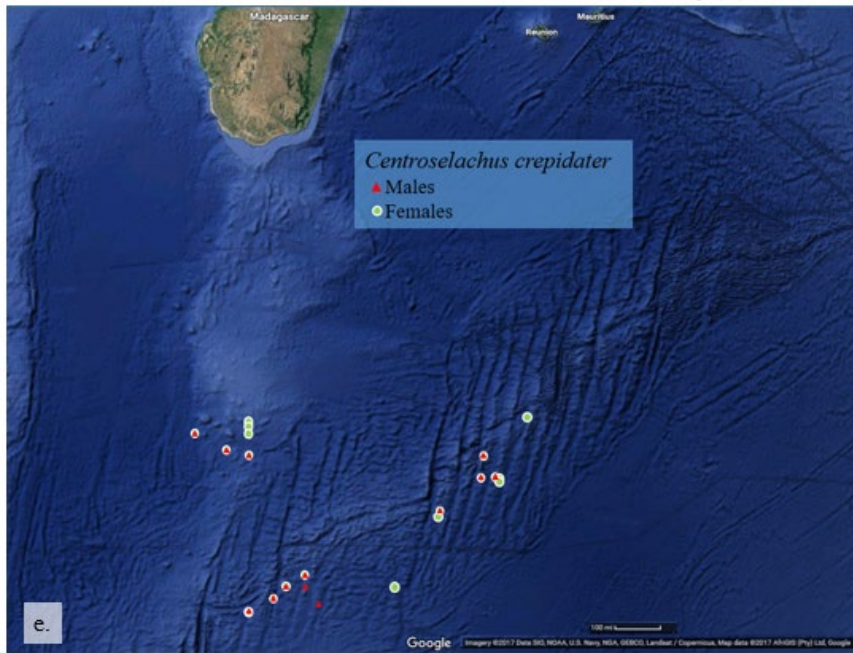 Madagascar
Mauritius
Reunion
Centroselachus crepidater
Males
Females
e.
100 mi
Google
Imagery ©2017 Data SIO, NOAA, U.S. Navy, NGA, GEBCO, Landsat / Copernicus, Map data ©2017 AfriGIS (Pty) Ltd, Google